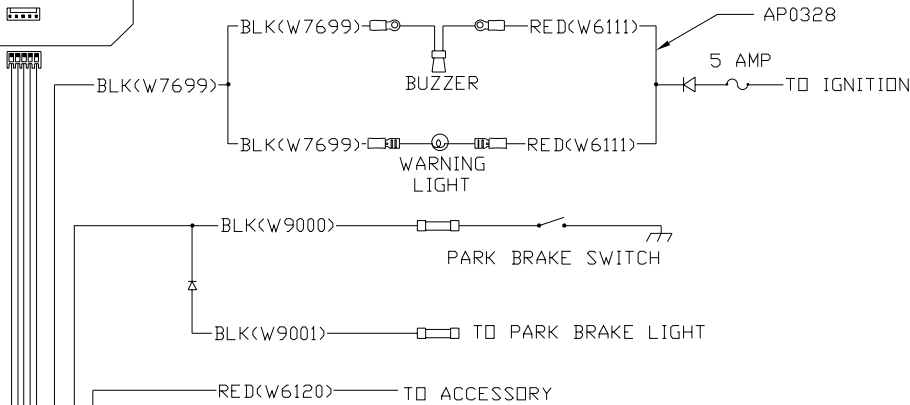 BLK(W7699)
RED(W6111)
AP0328
BUZZER
5 AMP
BLK(W7699)
TO IGNITION
BLK(W7699)
RED(W6111)
WARNING
LIGHT
BLK(W9000)
PARK BRAKE SWITCH
BLK(W9001)
TO PARK BRAKE LIGHT
RED(W6120)
TO ACCESSORY